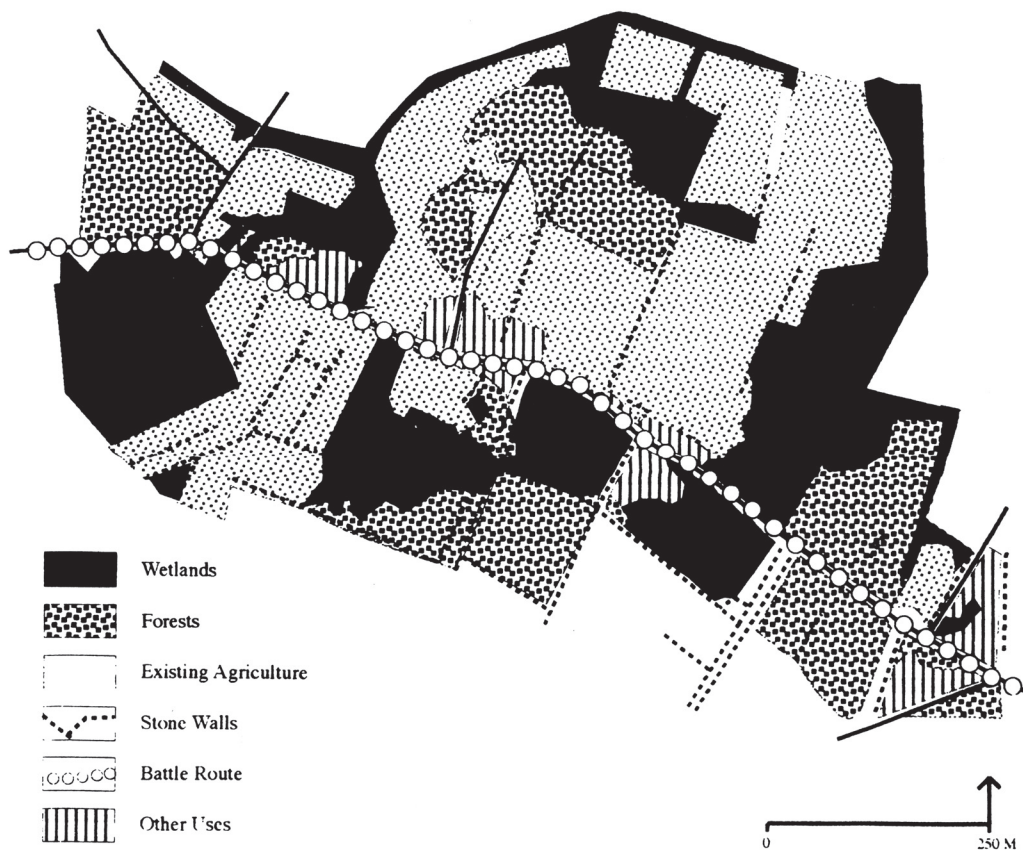 Wetlands
Forests
Existing Agriculture
Stone Walls
Battle Route
Other Uses
0 250 M